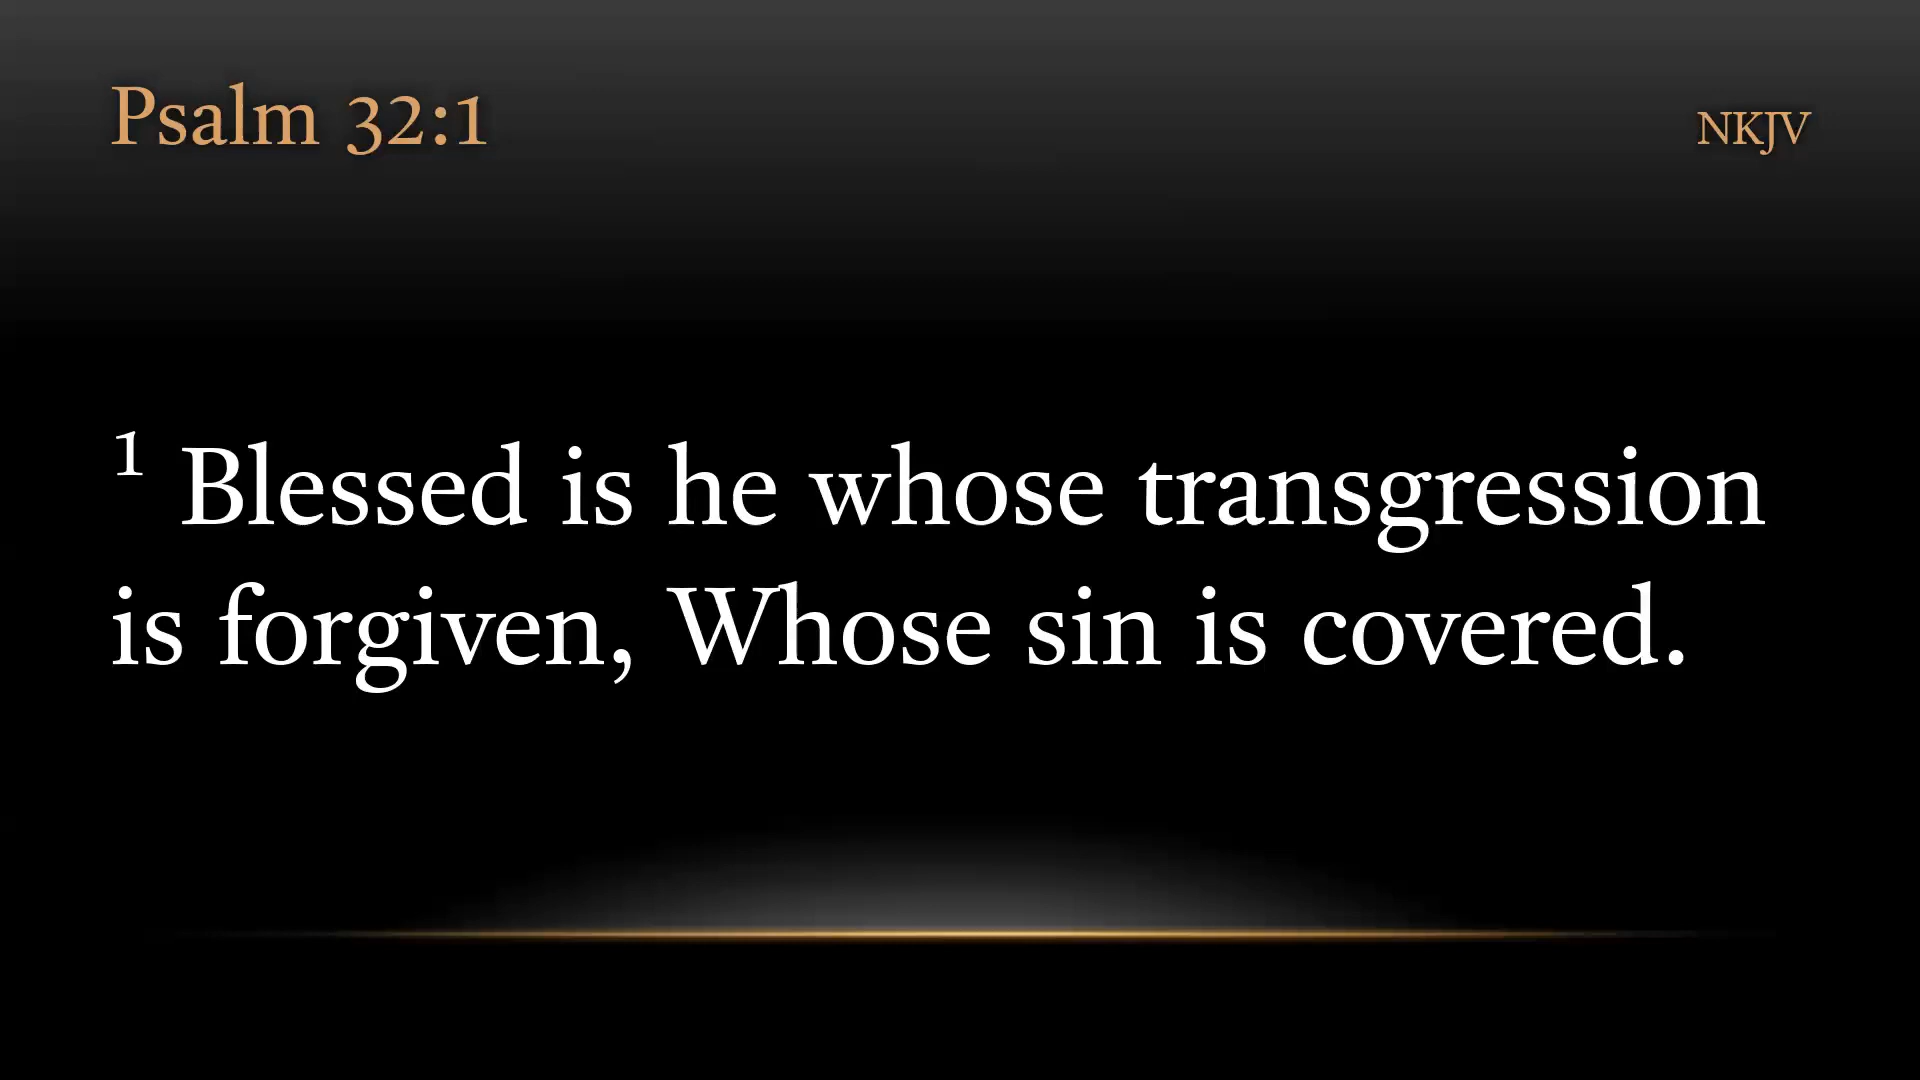 Psalm 32:1
NKJV
1 Blessed is he whose transgression
is forgiven, Whose sin is covered.